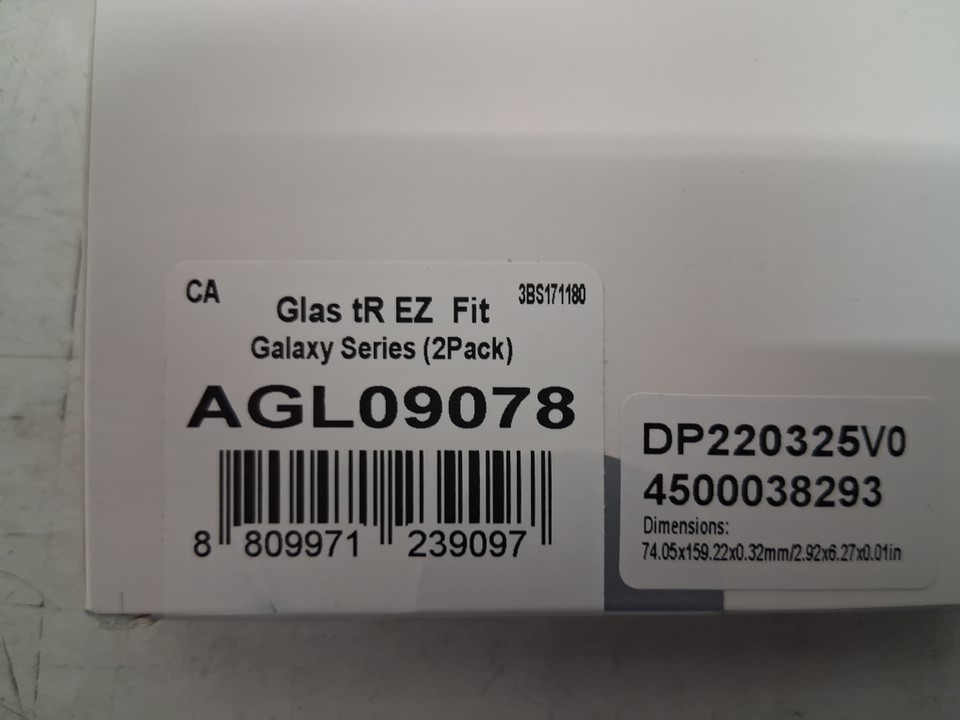 CA
3BS171180
Glas tR EZ Fit
Galaxy Series (2Pack)
AGL09078
8 809971 239097
DP220325V0
4500038293
Dimensions:
74.05x159.22x0.32mm/2.92x6.27x0.01in